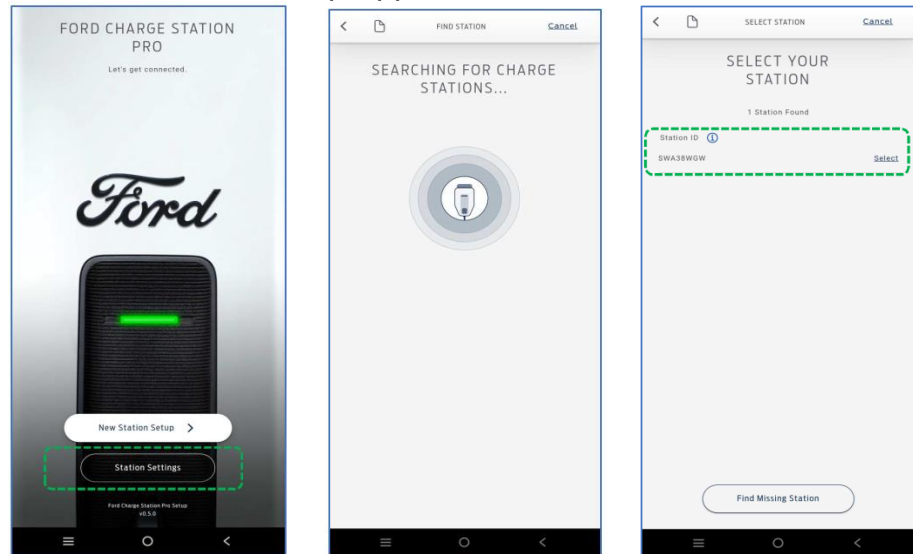 FORD CHARGE STATION
PRO
Let's get connected.
Ford
New Station Setup
Station Settings
Ford Charge Station Pro Setup
v0.5.0
FIND STATION
Cancel
SEARCHING FOR CHARGE
STATIONS...
SELECT STATION
Cancel
SELECT YOUR
STATION
1 Station Found
Station ID i
SWA38WGW
Select
Find Missing Station